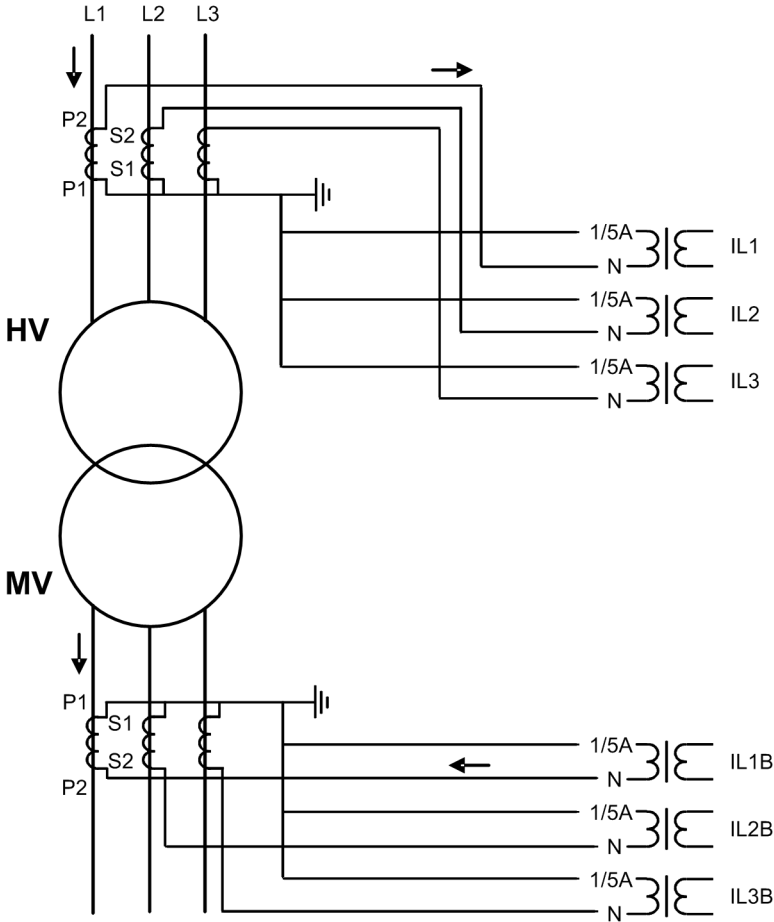 L1 L2 L3
P2
S2
S1
P1
1/5A
IL1
N
1/5A
IL2
N
HV
1/5A
IL3
N
MV
P1
S1
1/5A
S2
IL1B
N
P2
1/5A
IL2B
N
1/5A
IL3B
N